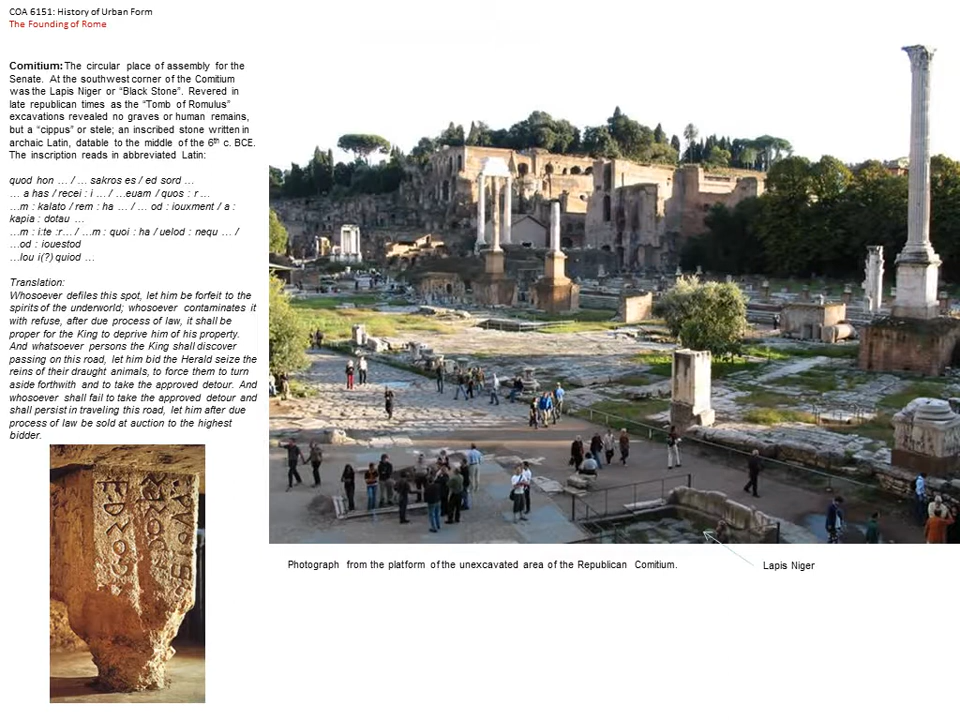 COA 6151: History of Urban Form
The Founding of Rome
Comitium: The circular place of assembly for the
Senate. At the southwest corner of the Comitium
was the Lapis Niger or “Black Stone”. Revered in
late republican times as the “Tomb of Romulus”
excavations revealed no graves or human remains,
but a “cippus” or stele; an inscribed stone written in
archaic Latin, datable to the middle of the 6th c. BCE.
The inscription reads in abbreviated Latin:
quod hon … / … sakros es / ed sord …
… a has / recei : i … / …euam / quos : r …
…m : kalato / rem : ha … / … od : iouxment / a :
kapia : dotau …
…m : i:te :r… / …m : quoi : ha / uelod : nequ … /
…od : iouestod
…lou i(?) quiod …
Translation:
Whosoever defiles this spot, let him be forfeit to the
spirits of the underworld; whosoever contaminates it
with refuse, after due process of law, it shall be
proper for the King to deprive him of his property.
And whatsoever persons the King shall discover
passing on this road, let him bid the Herald seize the
reins of their draught animals, to force them to turn
aside forthwith and to take the approved detour. And
whosoever shall fail to take the approved detour and
shall persist in traveling this road, let him after due
process of law be sold at auction to the highest
bidder.
Photograph from the platform of the unexcavated area of the Republican Comitium.
Lapis Niger